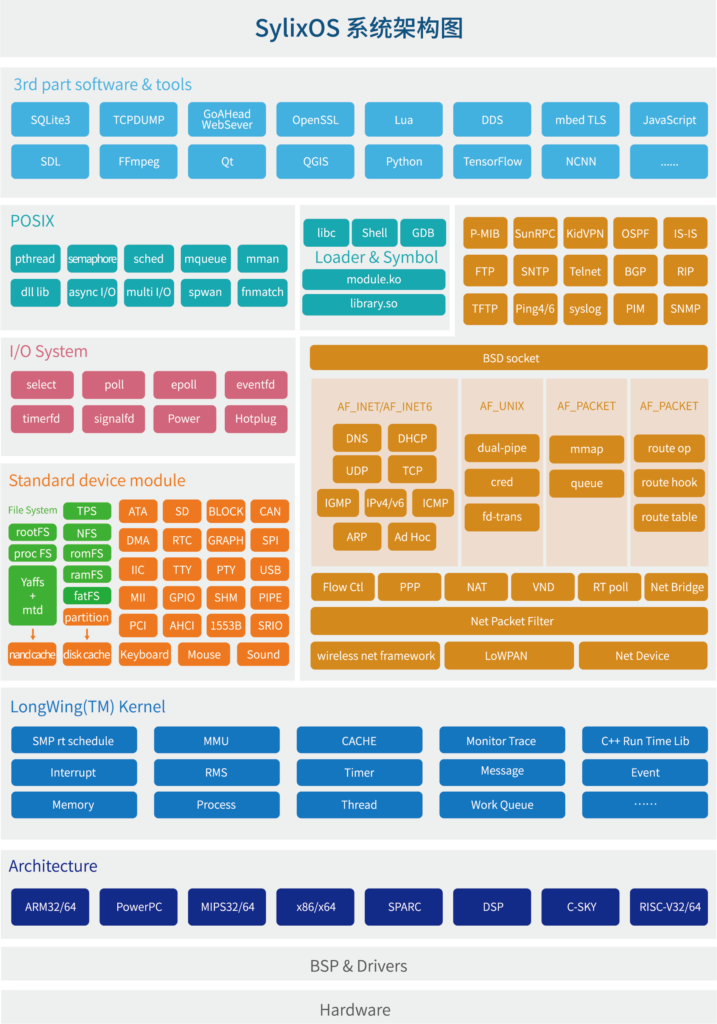 SylixOS 系统架构图
3rd part software & tools
SQLite3
TCPDUMP
GoAHead
WebSever
OpenSSL
Lua
DDS
mbed TLS
JavaScript
SDL
FFmpeg
Qt
QGIS
Python
TensorFlow
NCNN
......
POSIX
pthread
semaphore
sched
mqueue
mman
dll lib
async I/O
multi I/O
spwan
fnmatch
libc
Shell
GDB
Loader & Symbol
module.ko
library.so
P-MIB
SunRPC
KidVPN
OSPF
IS-IS
FTP
SNTP
Telnet
BGP
RIP
TFTP
Ping4/6
syslog
PIM
SNMP
I/O System
select
poll
epoll
eventfd
timerfd
signalfd
Power
Hotplug
BSD socket
AF_INET/AF_INET6
DNS
DHCP
UDP
TCP
IGMP
IPv4/v6
ICMP
ARP
Ad Hoc
AF_UNIX
dual-pipe
cred
fd-trans
AF_PACKET
mmap
queue
AF_PACKET
route op
route hook
route table
Flow Ctl
PPP
NAT
VND
RT poll
Net Bridge
Net Packet Filter
wireless net framework
LoWPAN
Net Device
Standard device module
File System
rootFS
proc FS
Yaffs
+
mtd
nandcache
TPS
NFS
romFS
ramFS
fatFS
partition
disk cache
ATA
SD
BLOCK
CAN
DMA
RTC
GRAPH
SPI
IIC
TTY
PTY
USB
MII
GPIO
SHM
PIPE
PCI
AHCI
1553B
SRIO
Keyboard
Mouse
Sound
LongWing(TM) Kernel
SMP rt schedule
MMU
CACHE
Monitor Trace
C++ Run Time Lib
Interrupt
RMS
Timer
Message
Event
Memory
Process
Thread
Work Queue
······
Architecture
ARM32/64
PowerPC
MIPS32/64
x86/x64
SPARC
DSP
C-SKY
RISC-V32/64
BSP & Drivers
Hardware